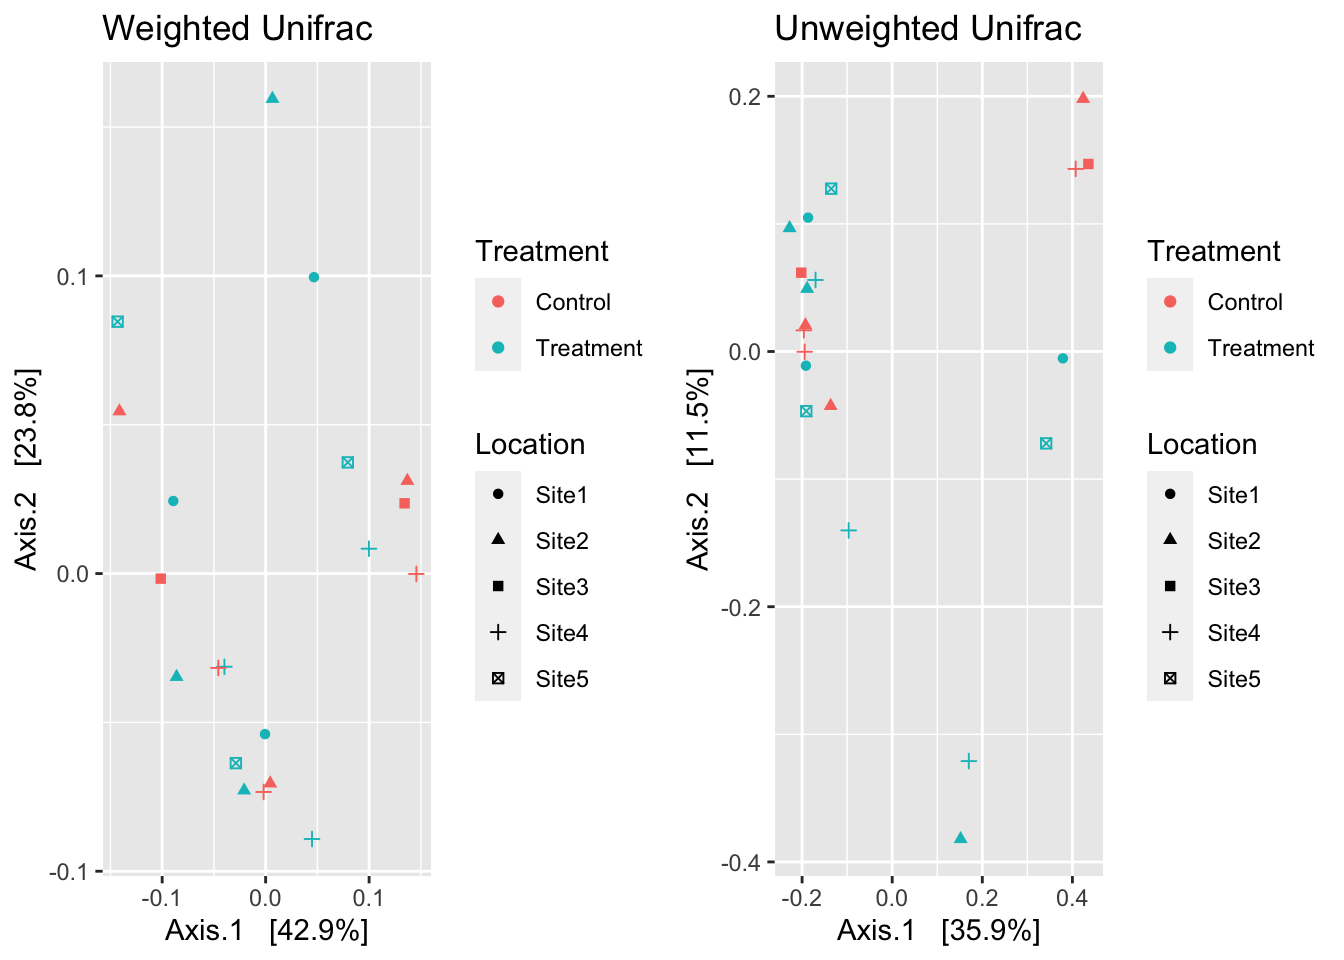 Weighted Unifrac
Axis.2 [23.8%]
0.1
0.0
-0.1
-0.1 0.0 0.1
Axis.1 [42.9%]
Treatment
Control
Treatment
Location
Site1
Site2
Site3
Site4
Site5
Unweighted Unifrac
Axis.2 [11.5%]
0.2
0.0
-0.2
-0.4
-0.2 0.0 0.2 0.4
Axis.1 [35.9%]
Treatment
Control
Treatment
Location
Site1
Site2
Site3
Site4
Site5